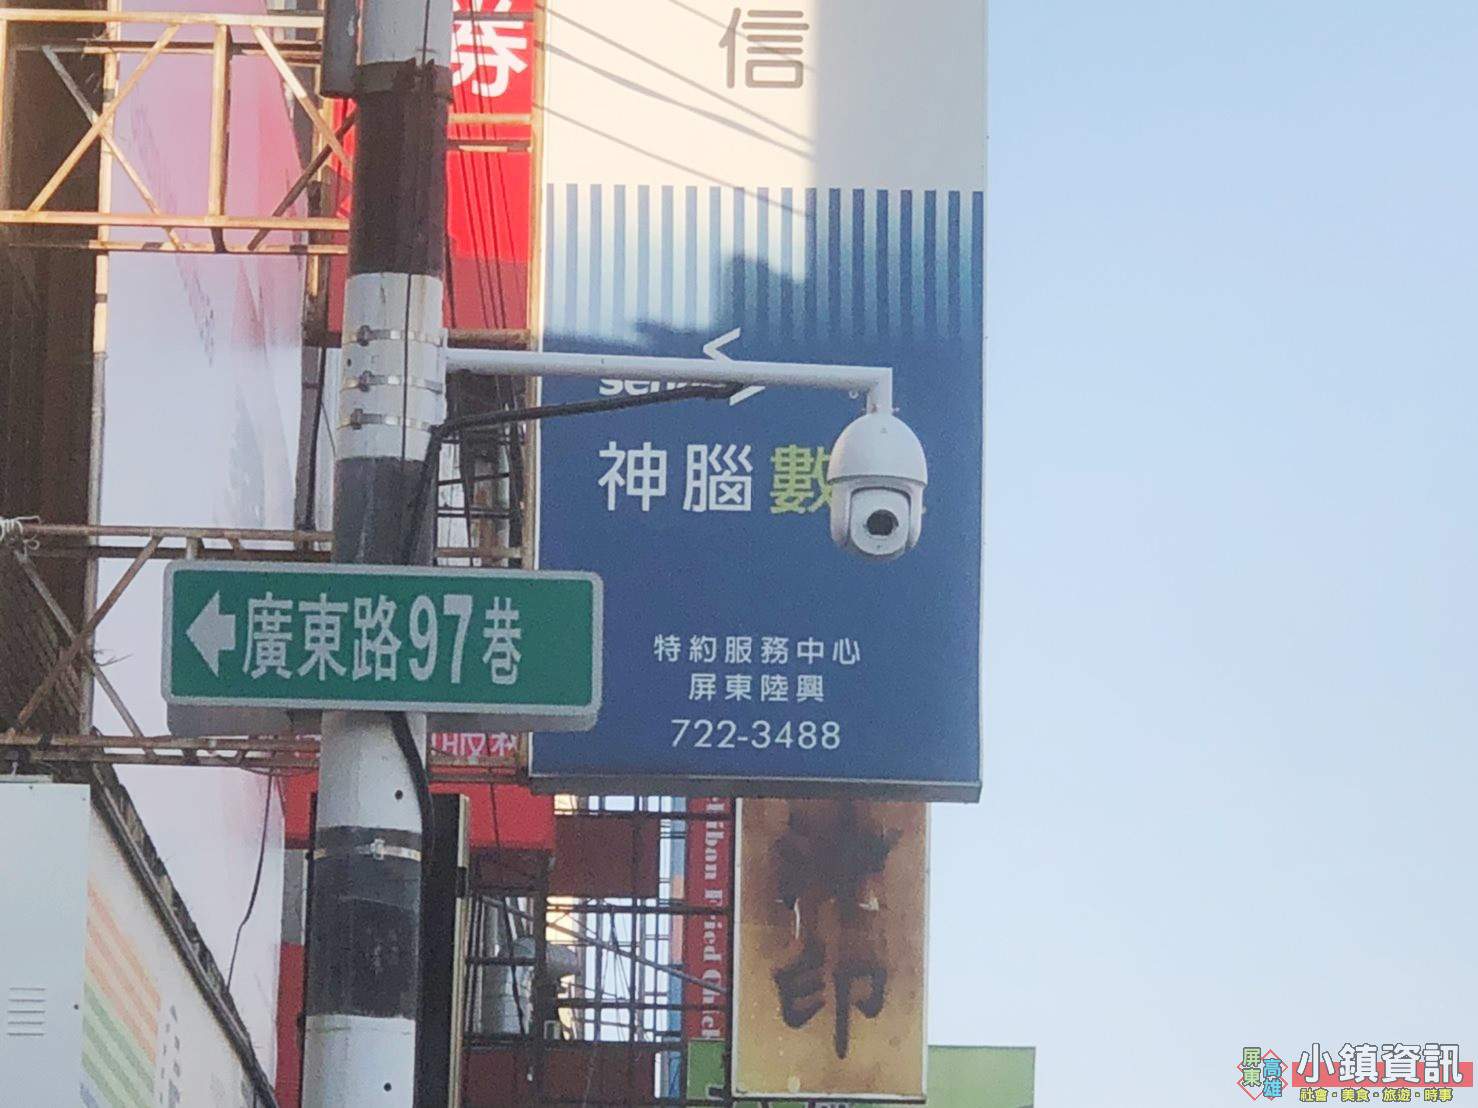 信
券
神腦數
廣東路97巷
特約服務中心
屏東陸興
722-3488
Fried
印
屏東
高雄
小鎮資訊
社會・美食・旅遊・時事